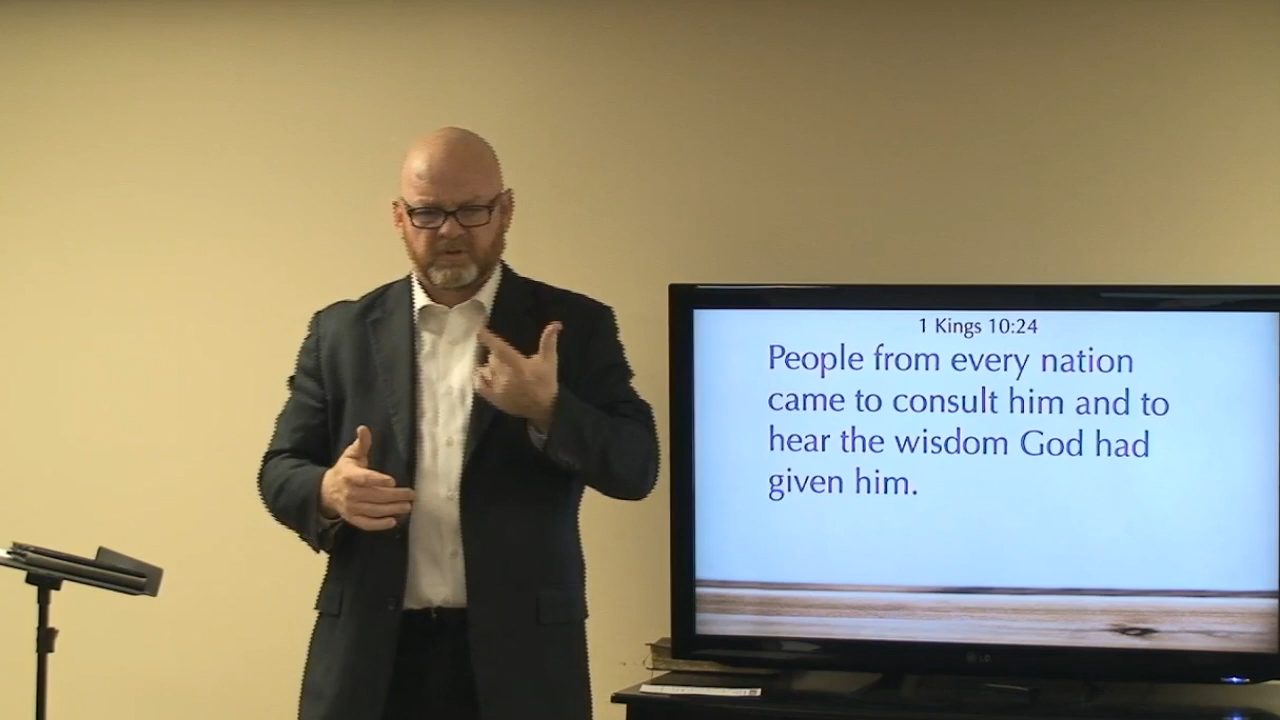 1 Kings 10:24
People from every nation
came to consult him and to
hear the wisdom God had
given him.
LG